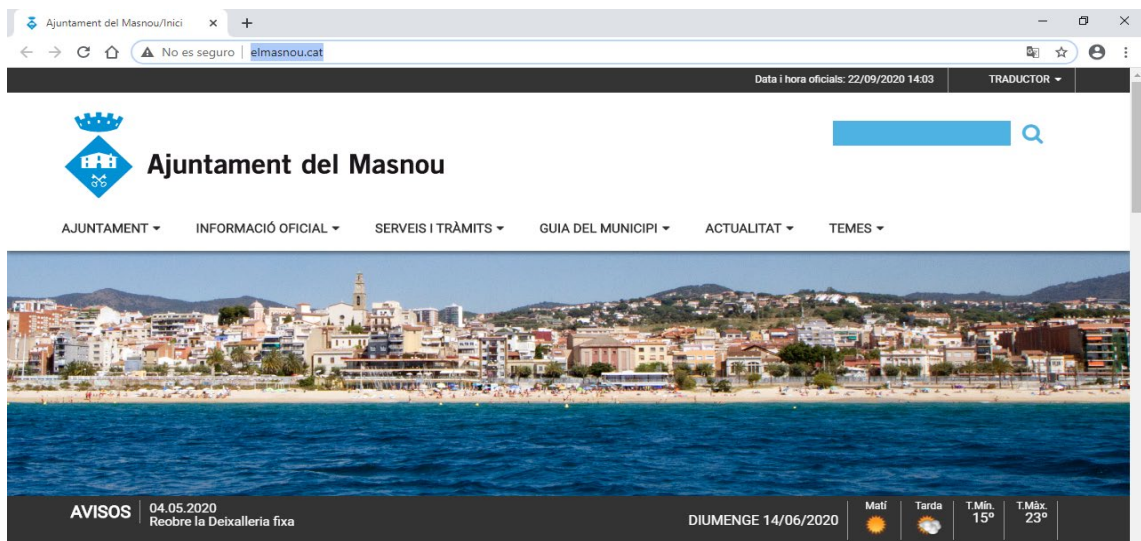 Ajuntament del Masnou/Inici
No es seguro | elmasnou.cat
Data i hora oficials: 22/09/2020 14:03
TRADUCTOR
Ajuntament del Masnou
AJUNTAMENT INFORMACIÓ OFICIAL SERVEIS I TRÀMITS GUIA DEL MUNICIPI ACTUALITAT TEMES
AVISOS
04.05.2020
Reobre la Deixalleria fixa
DIUMENGE 14/06/2020
Matí
Tarda
T.Mín.
15º
T.Màx.
23º